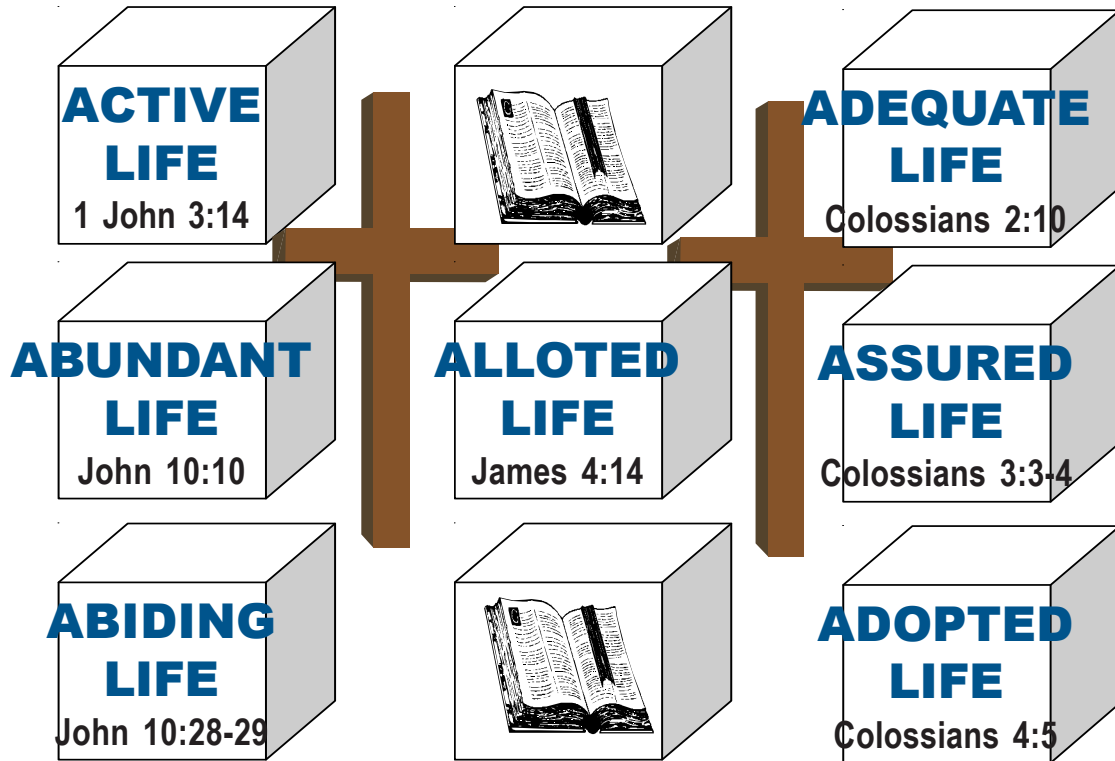 ACTIVE
LIFE
1 John 3:14
ADEQUATE
LIFE
Colossians 2:10
ABUNDANT
LIFE
John 10:10
ALLOTED
LIFE
James 4:14
ASSURED
LIFE
Colossians 3:3-4
ABIDING
LIFE
John 10:28-29
ADOPTED
LIFE
Colossians 4:5